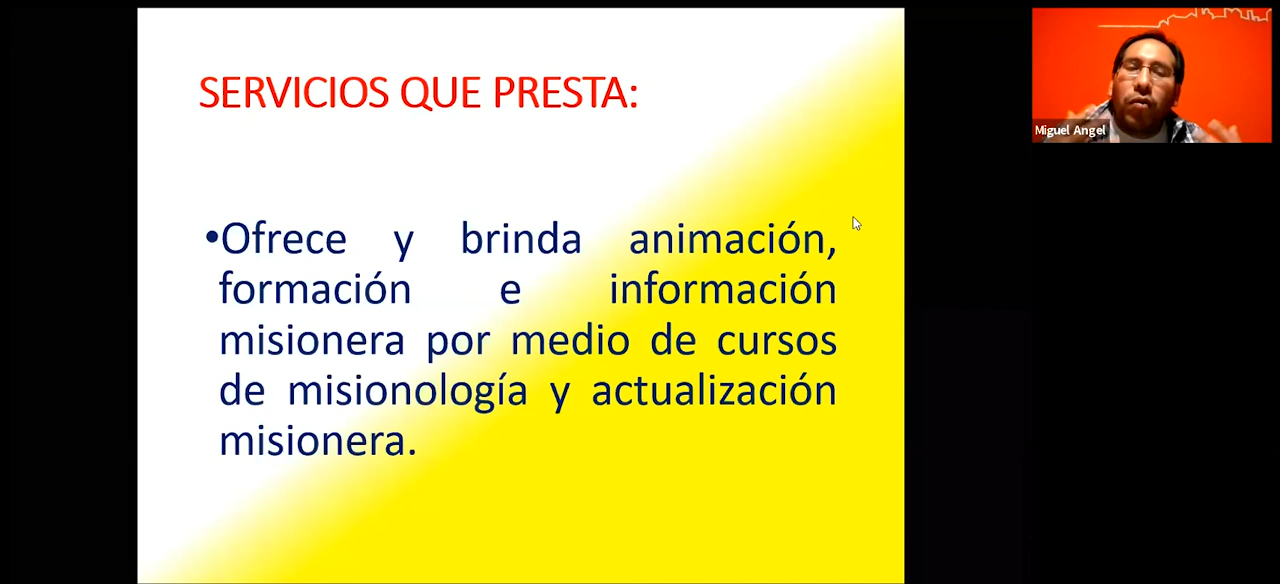 SERVICIOS QUE PRESTA:
•Ofrece y brinda animación,
formación e información
misionera por medio de cursos
de misionología y actualización
misionera.
Miguel Angel